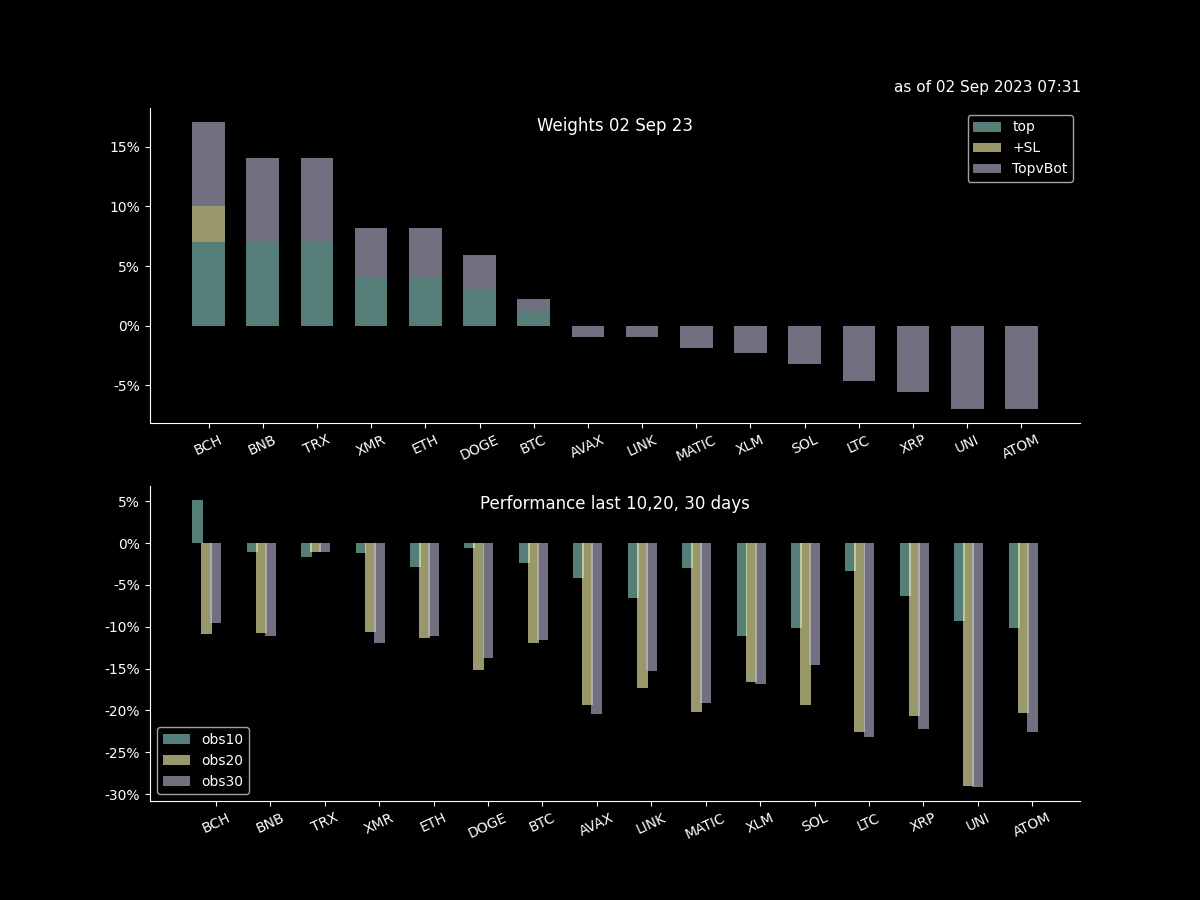 as of 02 Sep 2023 07:31
Weights 02 Sep 23
top
+SL
TopvBot
15%
10%
5%
0%
-5%
BCH BNB TRX XMR ETH DOGE BTC AVAX LINK MATIC XLM SOL LTC XRP UNI ATOM
Performance last 10,20, 30 days
5%
0%
-5%
-10%
-15%
-20%
-25%
-30%
obs10
obs20
obs30
BCH BNB TRX XMR ETH DOGE BTC AVAX LINK MATIC XLM SOL LTC XRP UNI ATOM